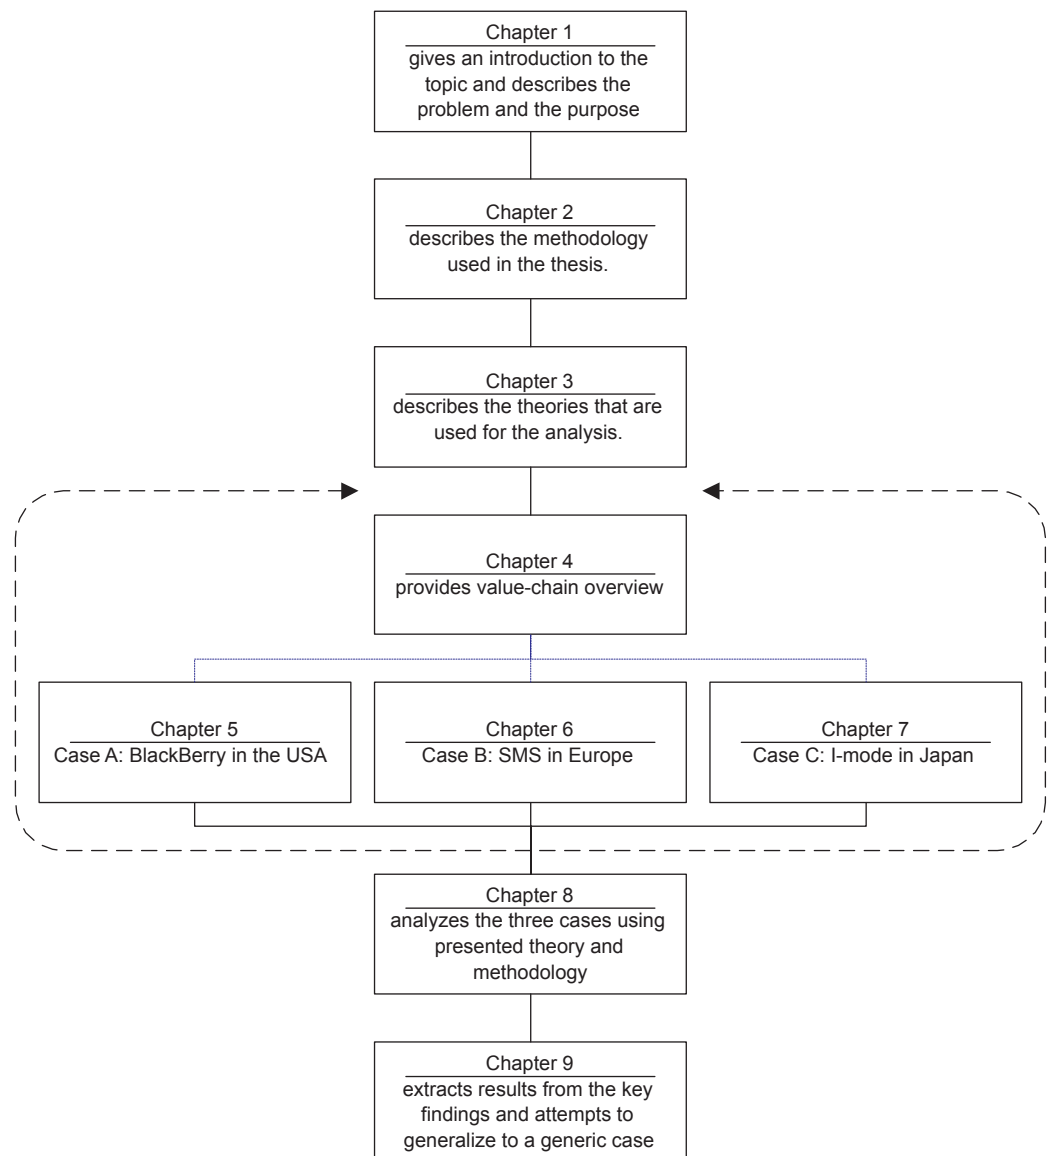 Chapter 1
gives an introduction to the
topic and describes the
problem and the purpose
Chapter 2
describes the methodology
used in the thesis.
Chapter 3
describes the theories that are
used for the analysis.
Chapter 4
provides value-chain overview
Chapter 5
Case A: BlackBerry in the USA
Chapter 6
Case B: SMS in Europe
Chapter 7
Case C: I-mode in Japan
Chapter 8
analyzes the three cases using
presented theory and
methodology
Chapter 9
extracts results from the key
findings and attempts to
generalize to a generic case